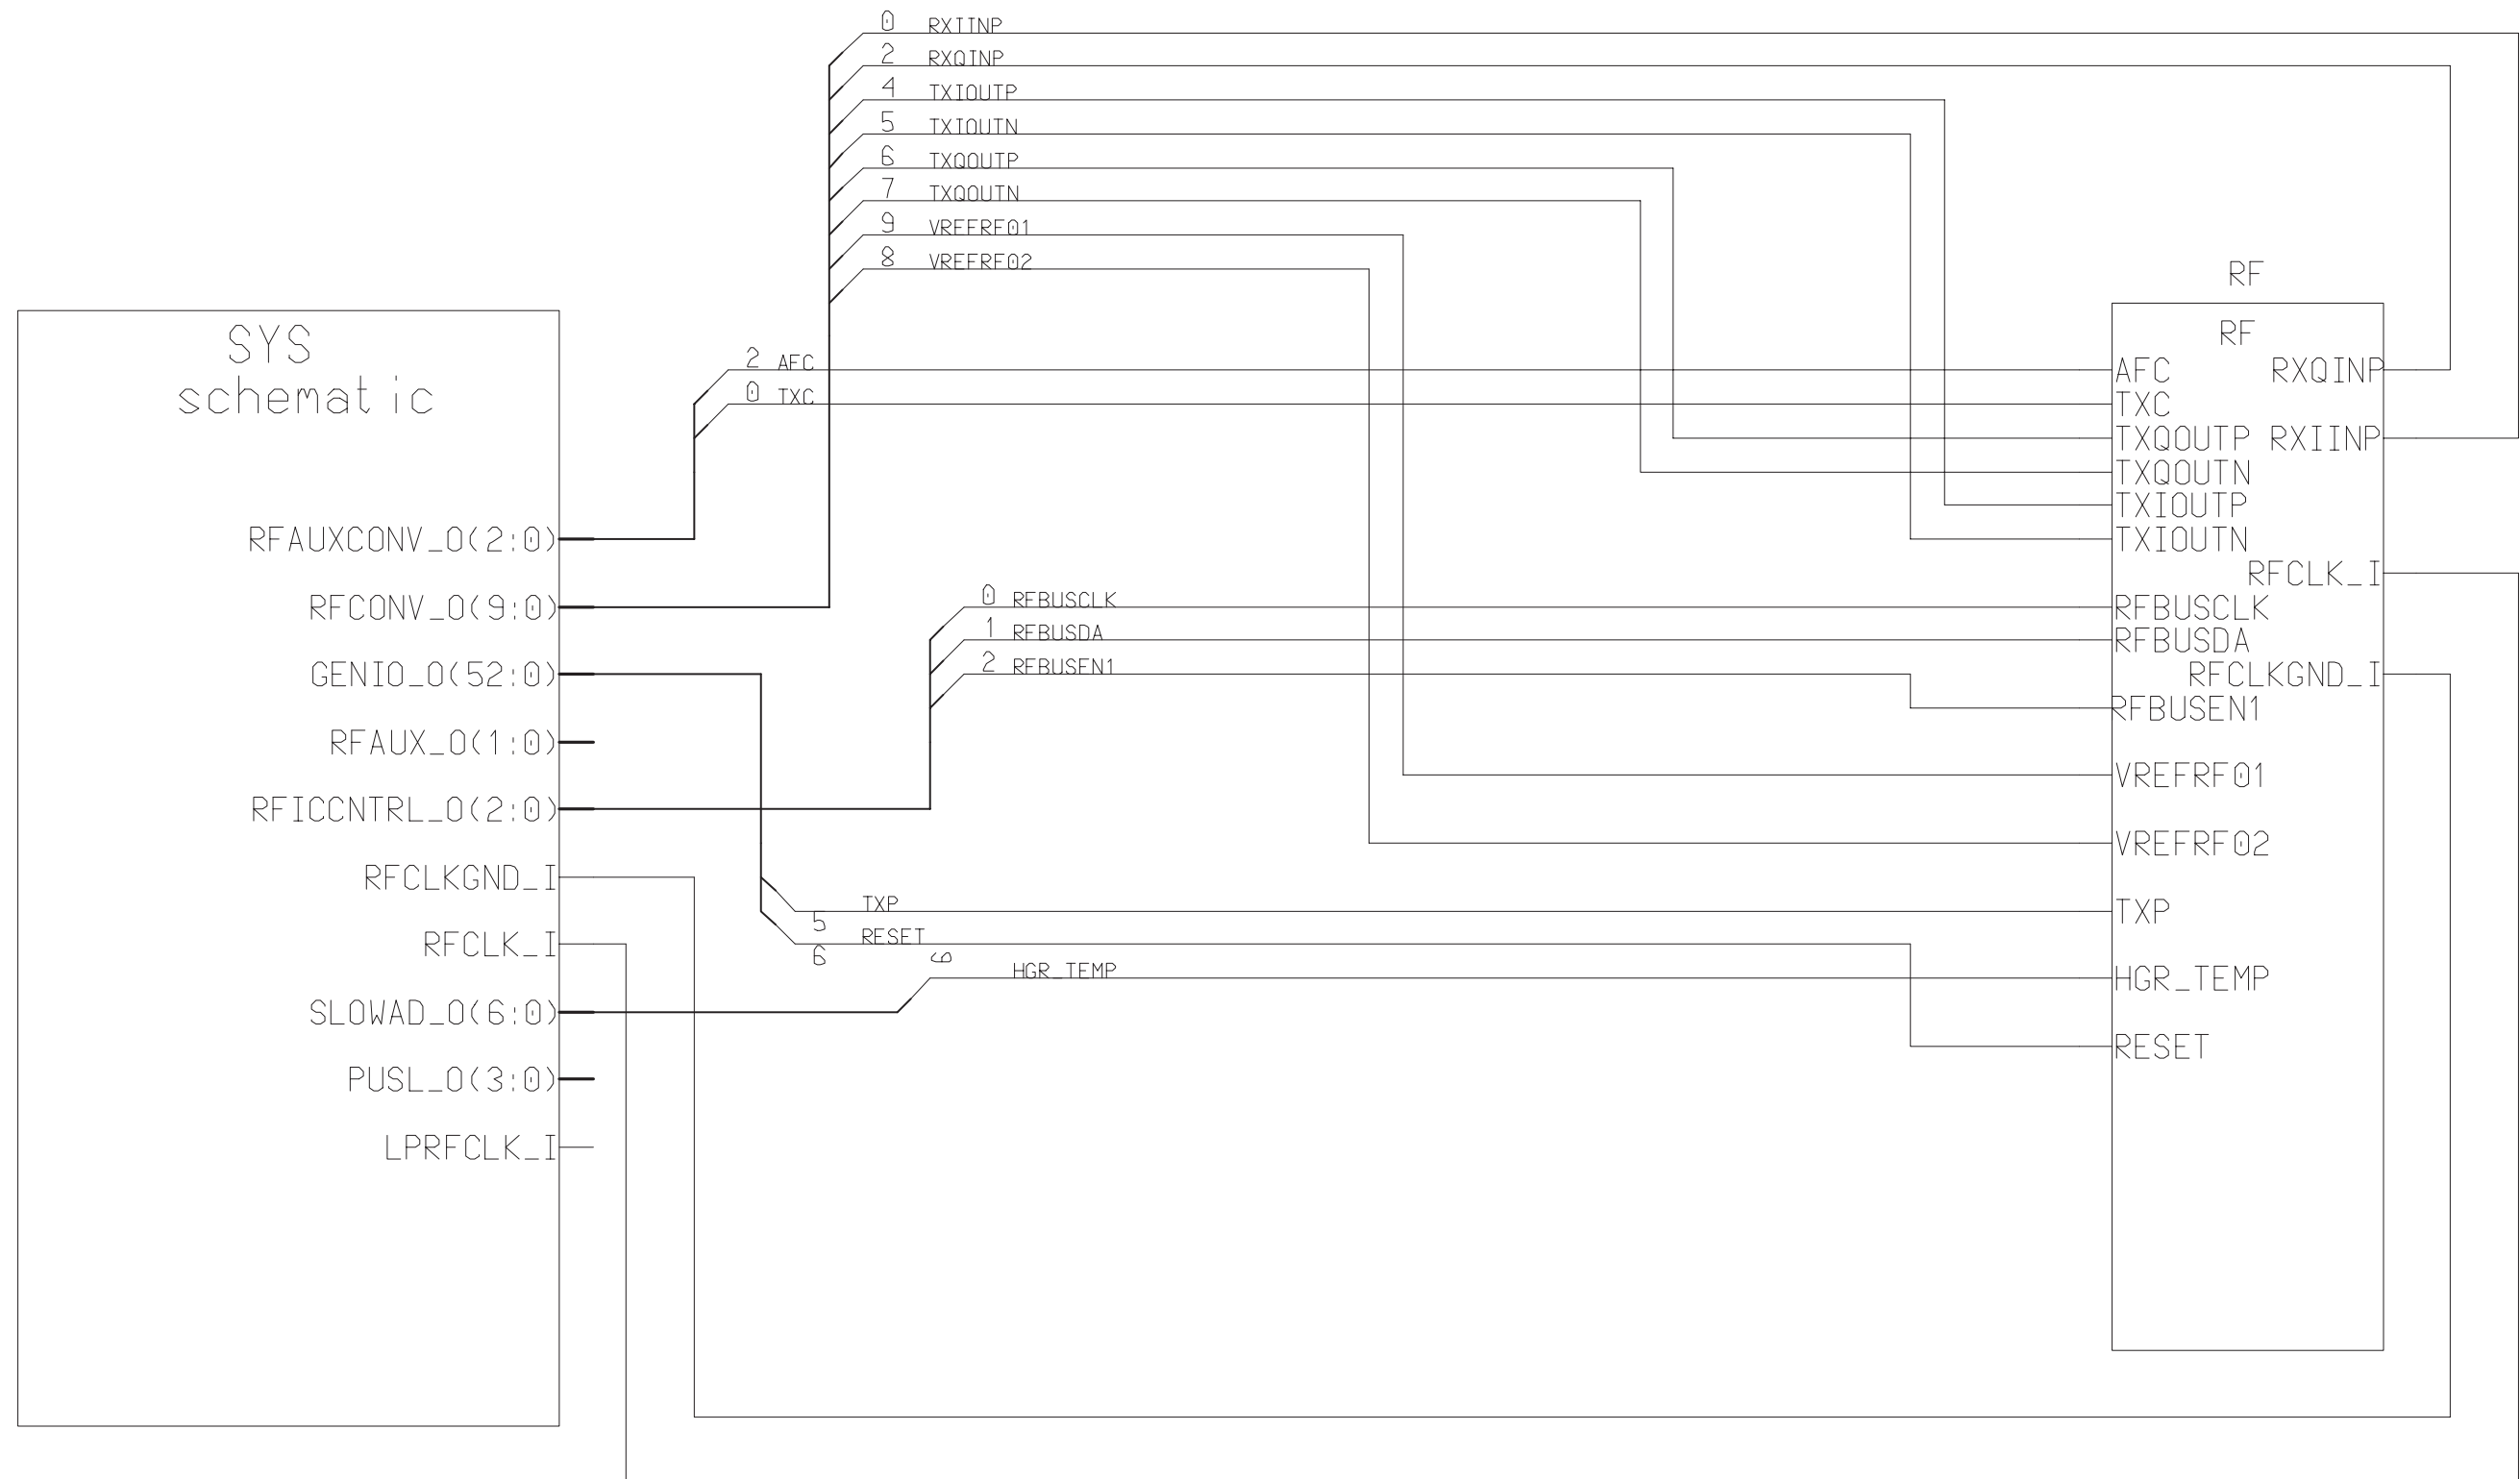 0 RXIINP
2 RXQINP
4 TXIOUTP
5 TXIOUTN
6 TXQOUTP
7 TXQOUTN
9 VREFRF01
8 VREFRF02
2 AFC
0 TXC
SYS
schematic
RFAUXCONV_O(2:0)
RFCONV_O(9:0)
GENIO_O(52:0)
RFAUX_O(1:0)
RFICCNTRL_O(2:0)
RFCLKGND_I
RFCLK_I
SLOWAD_O(6:0)
PUSL_O(3:0)
LPRFCLK_I
0 RFBUSCLK
1 RFBUSDA
2 RFBUSEN1
TXP
5
RESET
6
6 HGR_TEMP
RF
RF
AFC RXQINP
TXC
TXQOUTP RXIINP
TXQOUTN
TXIOUTP
TXIOUTN
RFCLK_I
RFBUSCLK
RFBUSDA
RFCLKGND_I
RFBUSEN1
VREFRF01
VREFRF02
TXP
HGR_TEMP
RESET